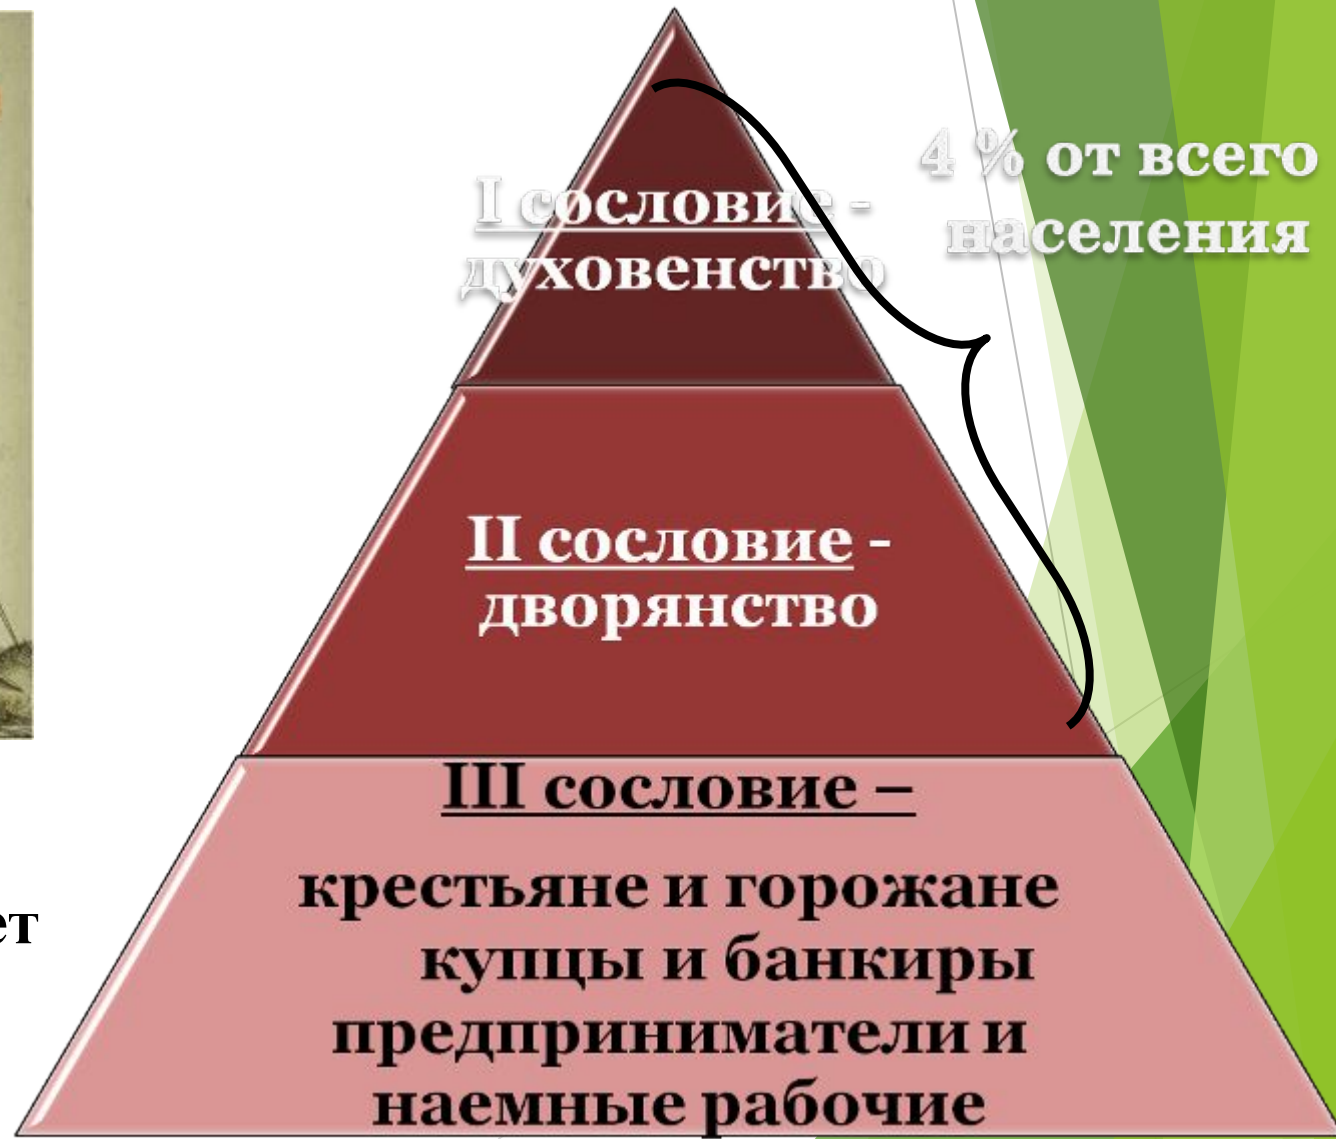 I сословие -
духовенство
4 % от всего
населения
II сословие -
дворянство
III сословие –
крестьяне и горожане
купцы и банкиры
предприниматели и
наемные рабочие